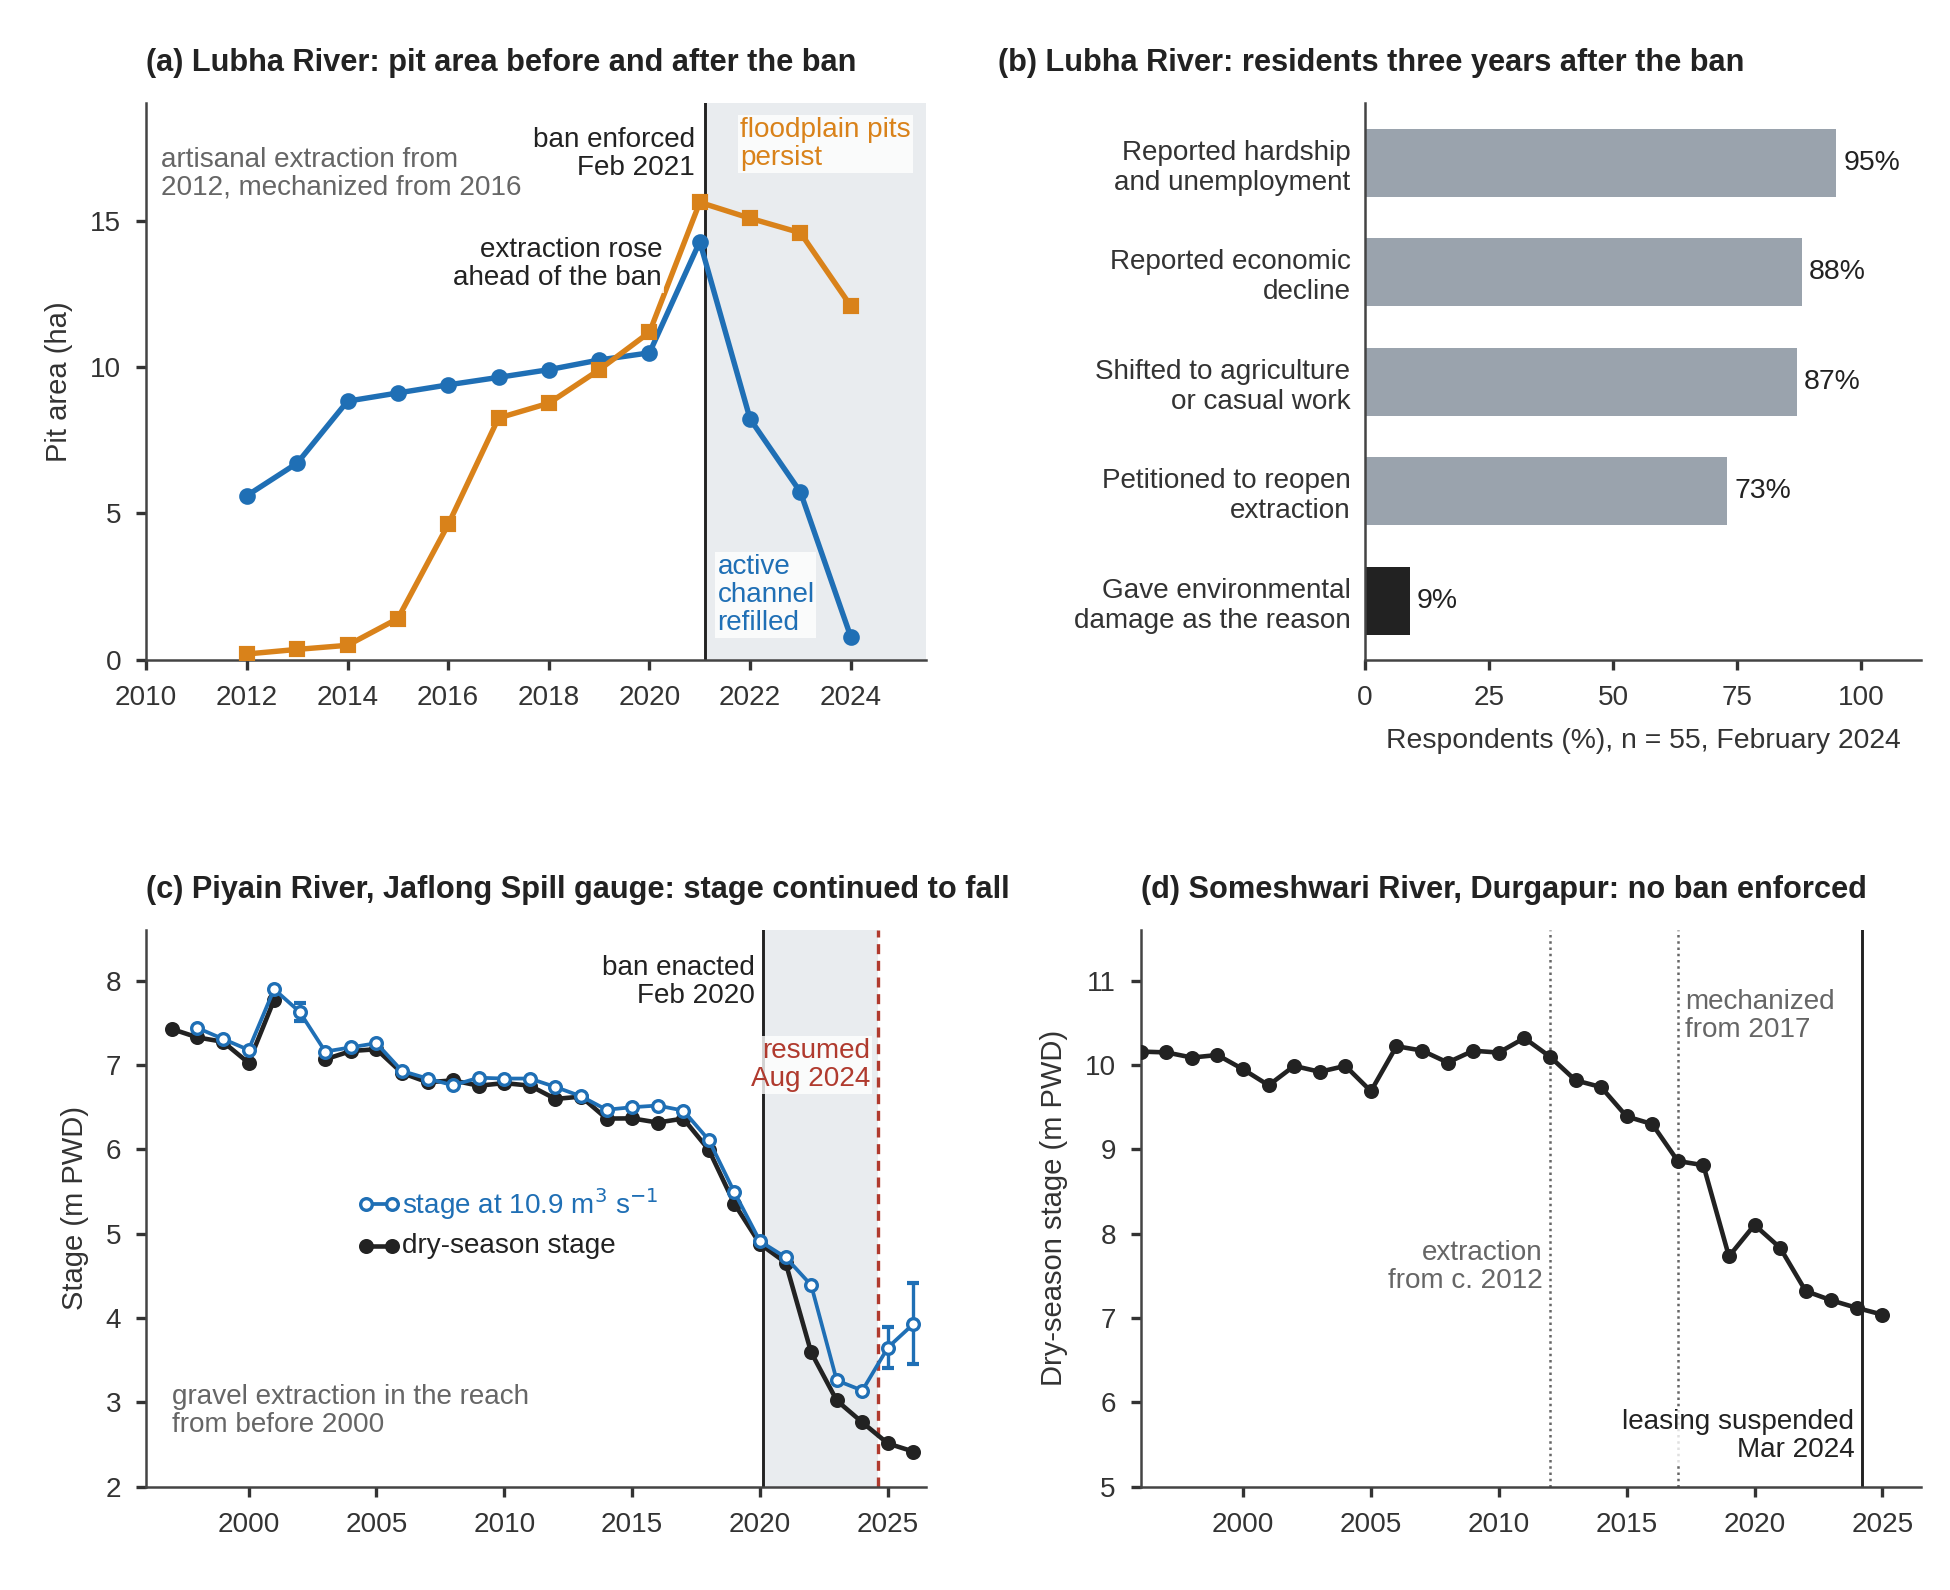 (a) Lubha River: pit area before and after the ban
artisanal extraction from
2012, mechanized from 2016
ban enforced
Feb 2021
floodplain pits
persist
extraction rose
ahead of the ban
active
channel
refilled
Pit area (ha)
15
10
5
0
2010 2012 2014 2016 2018 2020 2022 2024
(b) Lubha River: residents three years after the ban
Reported hardship
and unemployment
95%
Reported economic
decline
88%
Shifted to agriculture
or casual work
87%
Petitioned to reopen
extraction
73%
Gave environmental
damage as the reason
9%
0 25 50 75 100
Respondents (%), n = 55, February 2024
(c) Piyain River, Jaflong Spill gauge: stage continued to fall
ban enacted
Feb 2020
resumed
Aug 2024
stage at 10.9 m³ s⁻¹
dry-season stage
gravel extraction in the reach
from before 2000
Stage (m PWD)
8
7
6
5
4
3
2
2000 2005 2010 2015 2020 2025
(d) Someshwari River, Durgapur: no ban enforced
mechanized
from 2017
extraction
from c. 2012
leasing suspended
Mar 2024
Dry-season stage (m PWD)
11
10
9
8
7
6
5
2000 2005 2010 2015 2020 2025